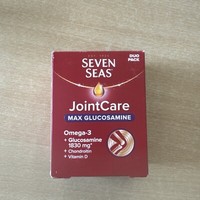 SEVEN
SEAS
DUO
PACK
JointCare
MAX GLUCOSAMINE
Omega-3
+ Glucosamine
1830 mg*
+ Chondroitin
+ Vitamin D